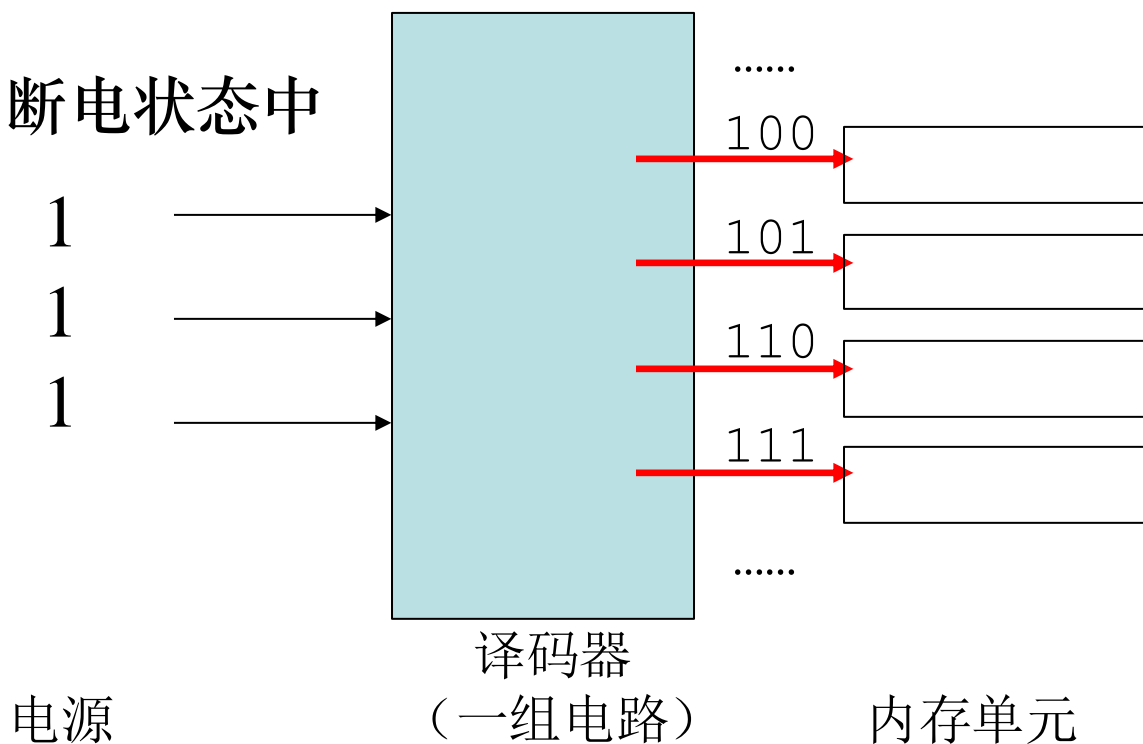 断电状态中
1
1
1
......
100
101
110
111
......
译码器
（一组电路）
电源
内存单元